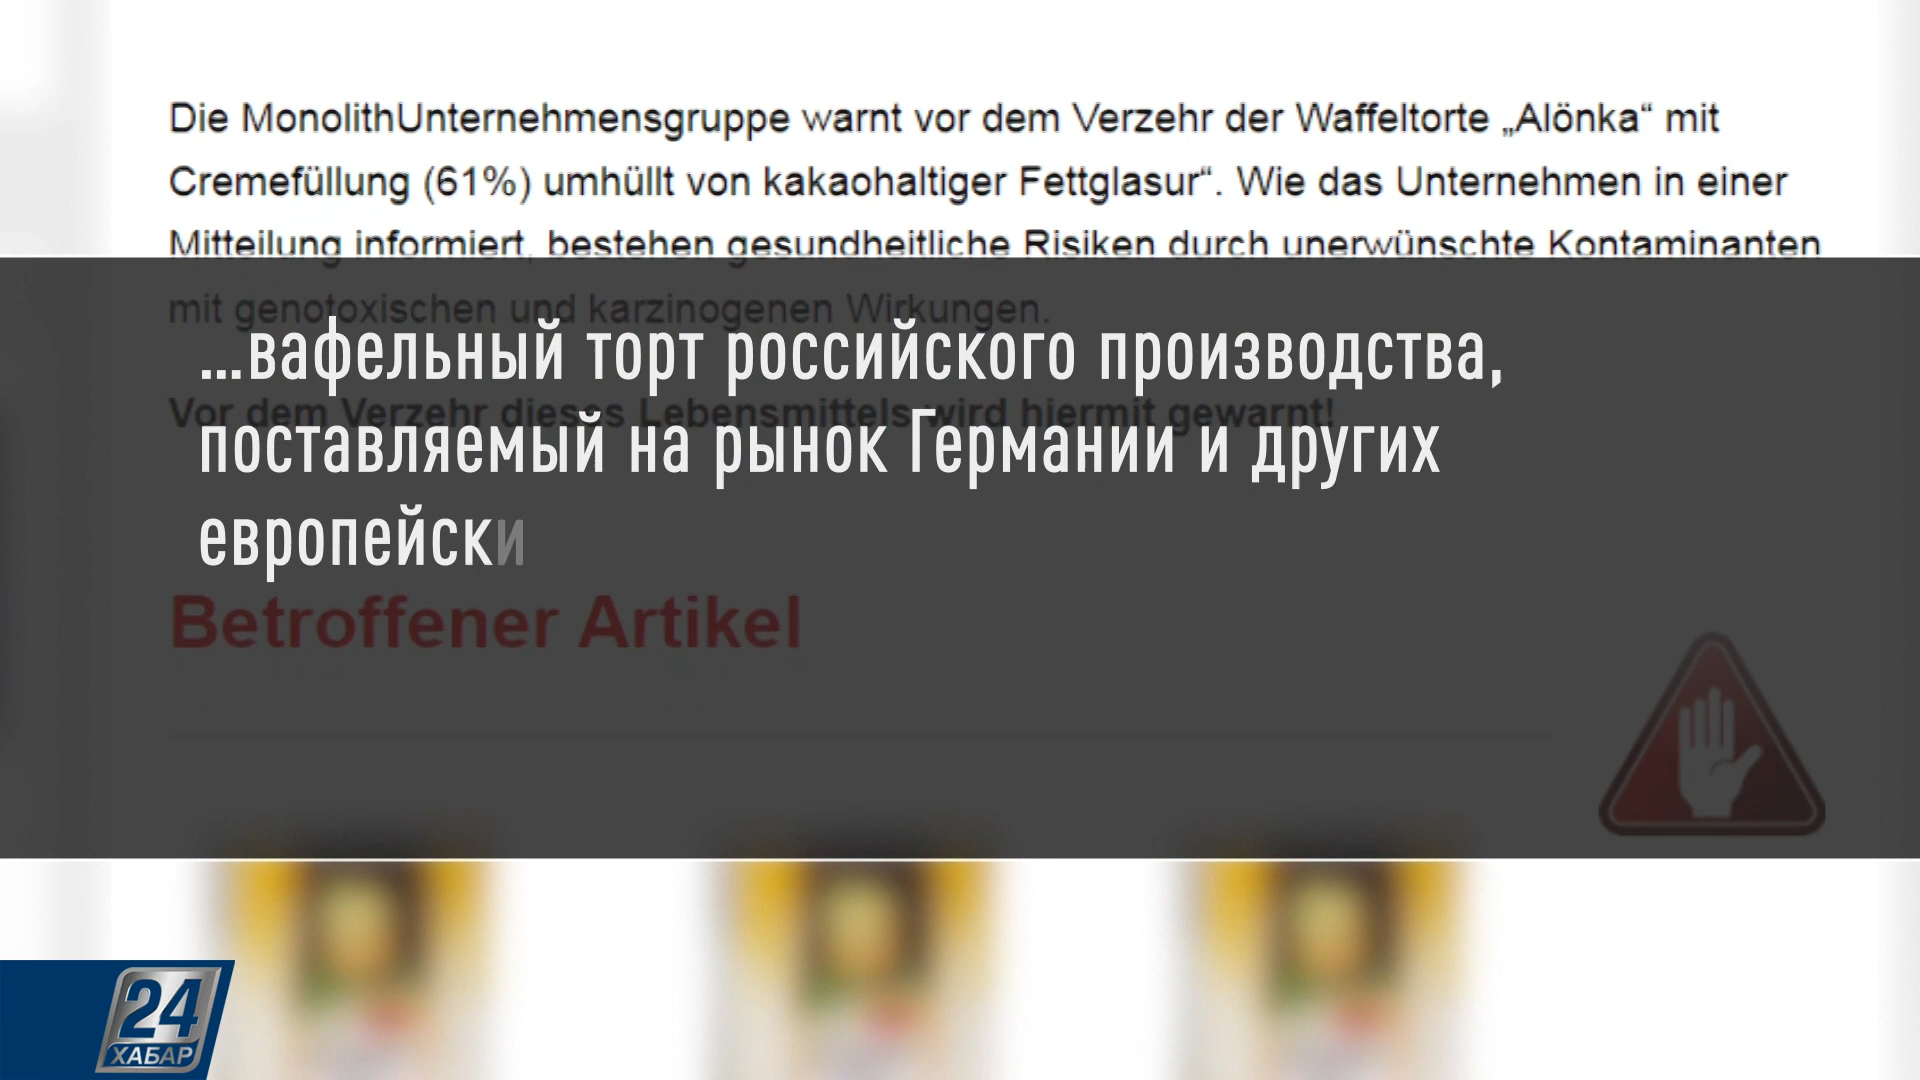 Die MonolithUnternehmensgruppe warnt vor dem Verzehr der Waffeltorte „Alönka“ mit
Cremefüllung (61%) umhüllt von kakaohaltiger Fettglasur“. Wie das Unternehmen in einer
Mitteilung informiert, bestehen gesundheitliche Risiken durch unerwünschte Kontaminanten
mit genotoxischen und karzinogenen Wirkungen.
...вафельный торт российского производства,
Vor dem Verzehr dieses Lebensmittels wird hiermit gewarnt!
поставляемый на рынок Германии и других
европейски
Betroffener Artikel
24
ХАБАР